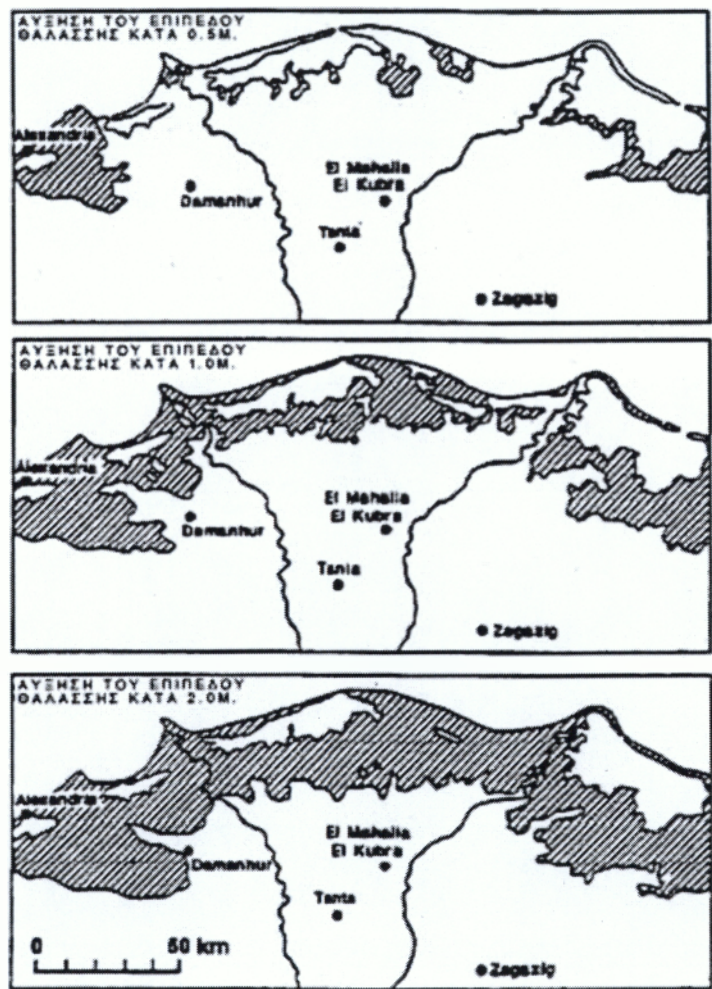 ΑΥΞΗΣΗ ΤΟΥ ΕΠΙΠΕΔΟΥ
ΘΑΛΑΣΣΗΣ ΚΑΤΑ 0.5Μ.
Alexandria
Damanhur
El Mahalla
El Kubra
Tanta
Zagazig
ΑΥΞΗΣΗ ΤΟΥ ΕΠΙΠΕΔΟΥ
ΘΑΛΑΣΣΗΣ ΚΑΤΑ 1.0Μ.
Alexandria
Damanhur
El Mahalla
El Kubra
Tanta
Zagazig
ΑΥΞΗΣΗ ΤΟΥ ΕΠΙΠΕΔΟΥ
ΘΑΛΑΣΣΗΣ ΚΑΤΑ 2.0Μ.
Alexandria
Damanhur
El Mahalla
El Kubra
Tanta
Zagazig
0 50 km